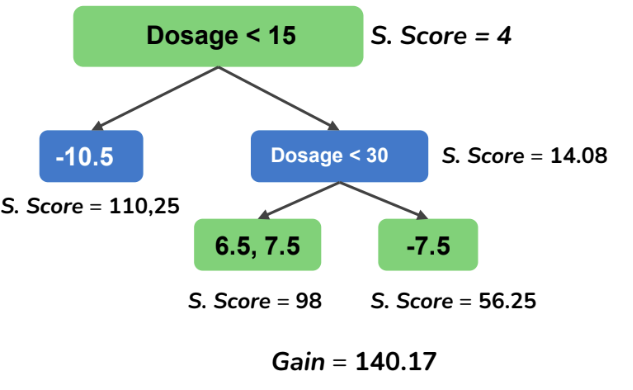 Dosage < 15 S. Score = 4
-10.5 Dosage < 30 S. Score = 14.08
S. Score = 110,25
6.5, 7.5 -7.5
S. Score = 98 S. Score = 56.25
Gain = 140.17